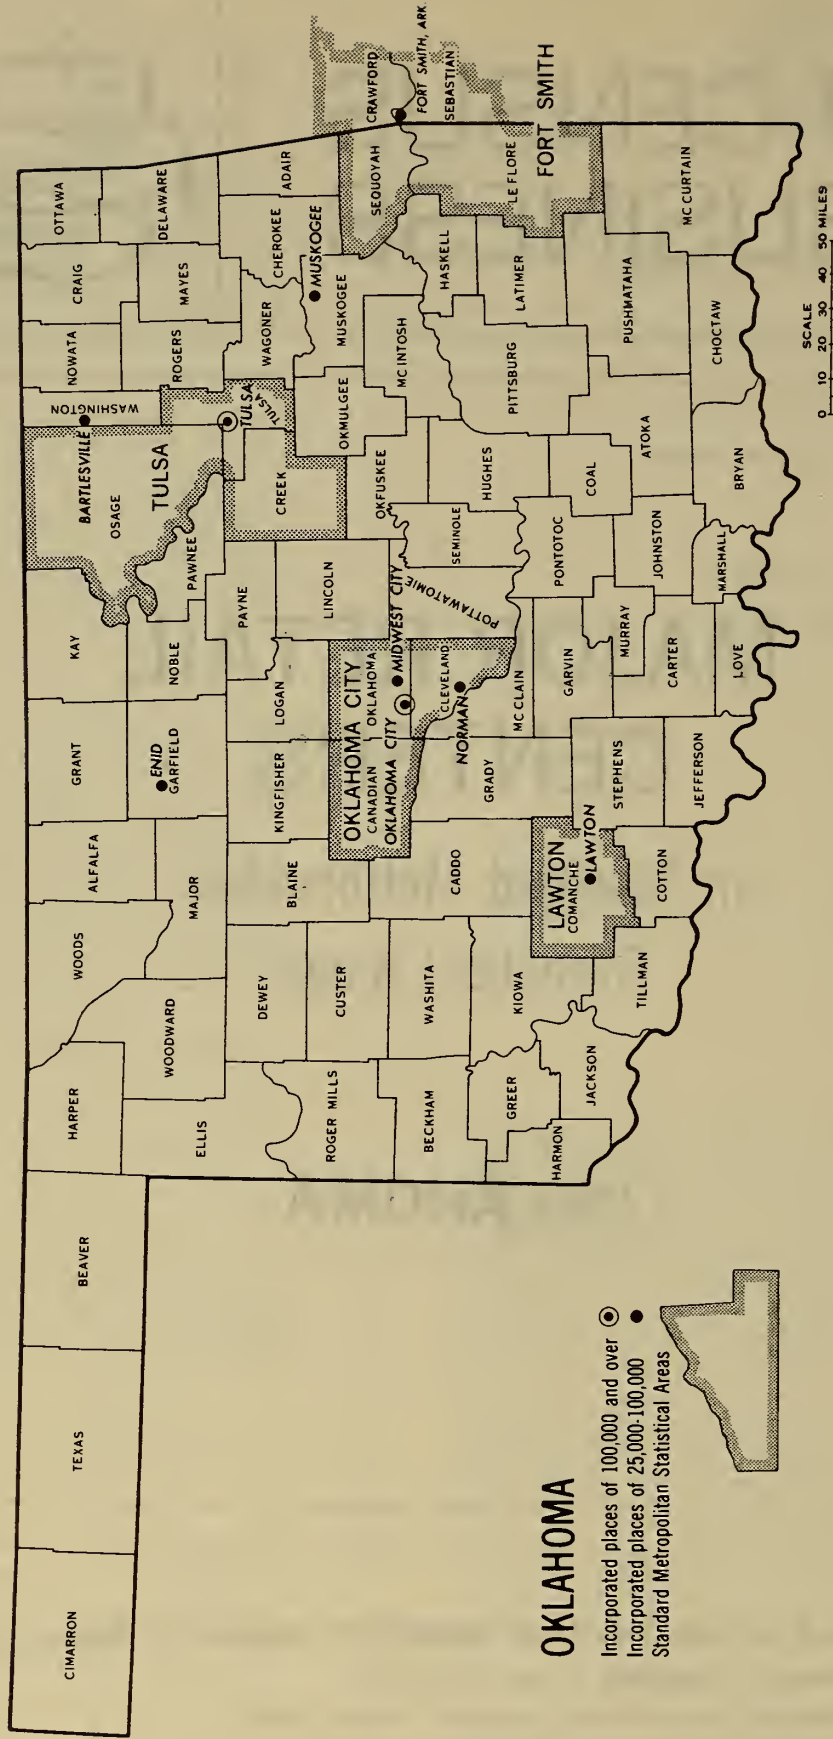 CIMARRON
TEXAS
BEAVER
HARPER
WOODS
ALFALFA
GRANT
KAY
OSAGE
BARTLESVILLE
WASHINGTON
NOWATA
CRAIG
OTTAWA
ELLIS
WOODWARD
MAJOR
ENID
GARFIELD
NOBLE
PAWNEE
TULSA
ROGERS
MAYES
DELAWARE
ROGER MILLS
DEWEY
BLAINE
KINGFISHER
LOGAN
PAYNE
CREEK
TULSA
TULSA
WAGONER
CHEROKEE
ADAIR
CUSTER
OKLAHOMA CITY
CANADIAN
OKLAHOMA
OKLAHOMA CITY
MIDWEST CITY
LINCOLN
OKFUSKEE
OKMULGEE
MUSKOGEE
MUSKOGEE
SEQUOYAH
CRAWFORD
FORT SMITH, ARK.
SEBASTIAN
BECKHAM
WASHITA
CADDO
GRADY
CLEVELAND
NORMAN
MC CLAIN
POTTAWATOMIE
SEMINOLE
HUGHES
MC INTOSH
HASKELL
LE FLORE
FORT SMITH
GREER
KIOWA
LAWTON
COMANCHE
LAWTON
STEPHENS
GARVIN
MURRAY
PONTOTOC
COAL
PITTSBURG
LATIMER
HARMON
JACKSON
TILLMAN
COTTON
JEFFERSON
CARTER
JOHNSTON
ATOKA
PUSHMATAHA
MC CURTAIN
LOVE
MARSHALL
BRYAN
CHOCTAW
OKLAHOMA
Incorporated places of 100,000 and over
Incorporated places of 25,000-100,000
Standard Metropolitan Statistical Areas
SCALE
0 10 20 30 40 50 MILES